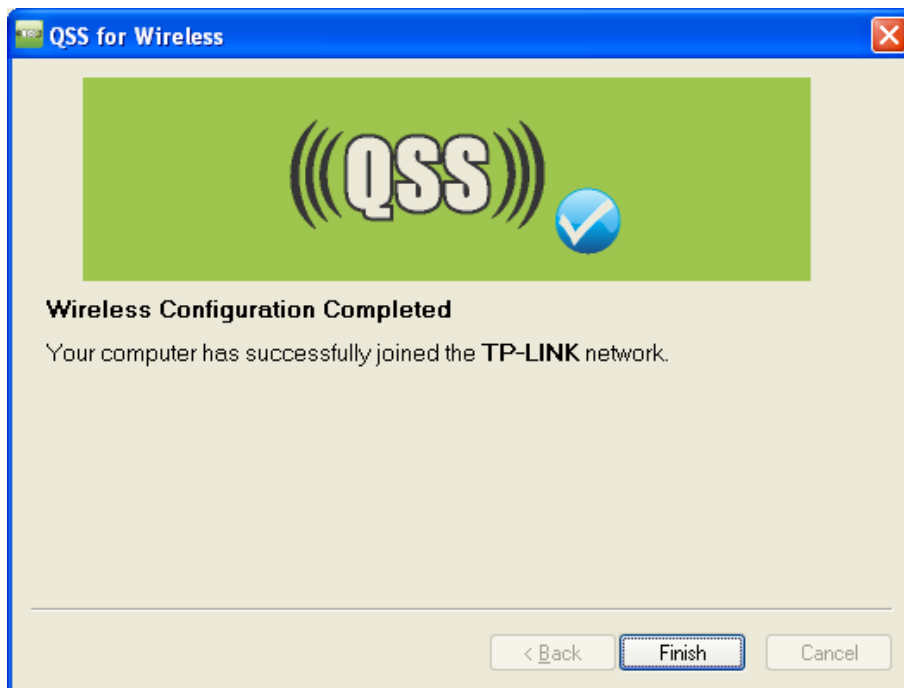 QSS for Wireless
(((QSS)))
Wireless Configuration Completed
Your computer has successfully joined the TP-LINK network.
< Back Finish Cancel